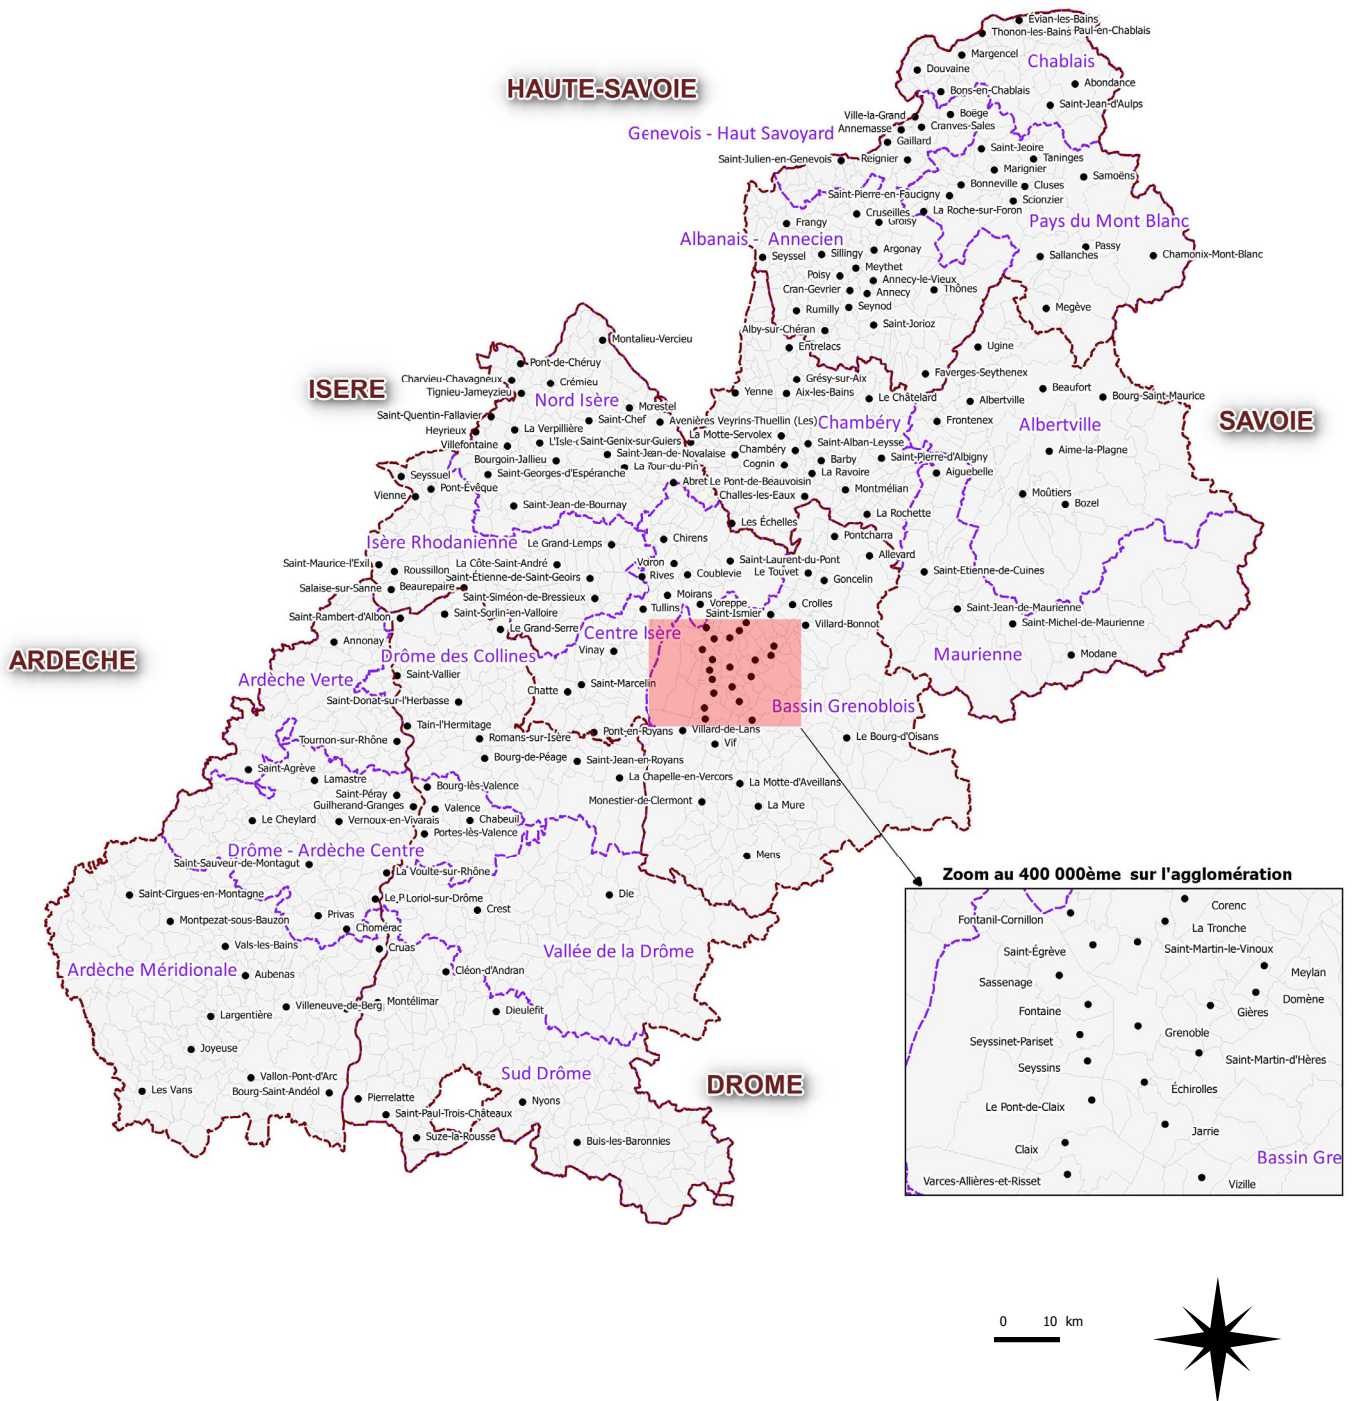 Évian-les-Bains
Thonon-les-Bains
Paul-en-Chablais
Margencel
Chablais
Douvaine
HAUTE-SAVOIE
Abondance
Bons-en-Chablais
Saint-Jean-d'Aulps
Ville-la-Grand
Boëge
Annemasse
Cranves-Sales
Genevois - Haut Savoyard
Gaillard
Saint-Jeoire
Saint-Julien-en-Genevois
Reignier
Taninges
Marignier
Samoëns
Bonneville
Cluses
Saint-Pierre-en-Faucigny
Scionzier
Cruseilles
La Roche-sur-Foron
Frangy
Groisy
Pays du Mont Blanc
Albanais - Annecien
Argonay
Passy
Seyssel
Sillingy
Sallanches
Chamonix-Mont-Blanc
Meythet
Poisy
Annecy-le-Vieux
Cran-Gevrier
Annecy
Thônes
Rumilly
Seynod
Megève
Alby-sur-Chéran
Saint-Jorioz
Montalieu-Vercieu
Entrelacs
Ugine
Pont-de-Chéruy
Faverges-Seythenex
Charvieu-Chavagneux
Crémieu
Grésy-sur-Aix
ISERE
Tignieu-Jameyzieu
Yenne
Aix-les-Bains
Beaufort
Nord Isère
Le Châtelard
Albertville
Bourg-Saint-Maurice
Morestel
Saint-Quentin-Fallavier
Saint-Chef
Avenières Veyrins-Thuellin (Les)
Chambéry
Frontenex
Albertville
SAVOIE
Heyrieux
La Verpillière
La Motte-Servolex
Villefontaine
L'Isle-d
Saint-Genix-sur-Guiers
Saint-Alban-Leysse
Saint-Jean-de-Novalaise
Chambéry
Aime-la-Plagne
Bourgoin-Jallieu
La Tour-du-Pin
Cognin
Barby
Saint-Pierre-d'Albigny
Seyssuel
Saint-Georges-d'Espéranche
La Ravoire
Aiguebelle
Abret
Le Pont-de-Beauvoisin
Pont-Évêque
Vienne
Challes-les-Eaux
Montmélian
Moûtiers
Saint-Jean-de-Bournay
Bozel
La Rochette
Les Échelles
Isère Rhodanienne
Le Grand-Lemps
Chirens
Pontcharra
Saint-Maurice-l'Exil
La Côte-Saint-André
Voiron
Saint-Laurent-du-Pont
Allevard
Roussillon
Saint-Étienne-de-Saint-Geoirs
Rives
Coublevie
Le Touvet
Goncelin
Saint-Etienne-de-Cuines
Salaise-sur-Sanne
Beaurepaire
Saint-Siméon-de-Bressieux
Moirans
Tullins
Voreppe
Crolles
Saint-Rambert-d'Albon
Saint-Sorlin-en-Valloire
Saint-Ismier
Saint-Jean-de-Maurienne
Le Grand-Serre
Centre Isère
Villard-Bonnot
Saint-Michel-de-Maurienne
Annonay
Vinay
ARDECHE
Drôme des Collines
Maurienne
Modane
Ardèche Verte
Saint-Vallier
Chatte
Saint-Marcelin
Saint-Donat-sur-l'Herbasse
Bassin Grenoblois
Tain-l'Hermitage
Pont-en-Royans
Villard-de-Lans
Tournon-sur-Rhône
Romans-sur-Isère
Vif
Le Bourg-d'Oisans
Bourg-de-Péage
Saint-Jean-en-Royans
Saint-Agrève
Lamastre
La Chapelle-en-Vercors
La Motte-d'Aveillans
Saint-Péray
Bourg-lès-Valence
Guilherand-Granges
Valence
Monestier-de-Clermont
La Mure
Le Cheylard
Vernoux-en-Vivarais
Chabeuil
Portes-lès-Valence
Drôme - Ardèche Centre
Mens
Saint-Sauveur-de-Montagut
La Voulte-sur-Rhône
Zoom au 400 000ème sur l'agglomération
Saint-Cirgues-en-Montagne
Le P
Loriol-sur-Drôme
Die
Corenc
Montpezat-sous-Bauzon
Privas
Crest
Fontanil-Cornillon
La Tronche
Chomérac
Vals-les-Bains
Cruas
Vallée de la Drôme
Saint-Égrève
Saint-Martin-le-Vinoux
Ardèche Méridionale
Aubenas
Cléon-d'Andran
Sassenage
Meylan
Villeneuve-de-Berg
Montélimar
Domène
Largentière
Dieulefit
Fontaine
Gières
Grenoble
Joyeuse
Seyssinet-Pariset
Saint-Martin-d'Hères
Sud Drôme
Seyssins
Vallon-Pont-d'Arc
DROME
Les Vans
Bourg-Saint-Andéol
Pierrelatte
Nyons
Échirolles
Saint-Paul-Trois-Châteaux
Le Pont-de-Claix
Suze-la-Rousse
Buis-les-Baronnies
Jarrie
Claix
Bassin Gre
Varces-Allières-et-Risset
Vizille
0 10 km